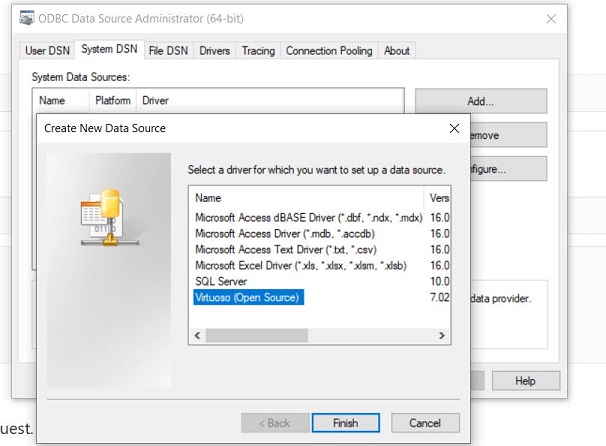 ODBC Data Source Administrator (64-bit)
User DSN System DSN File DSN Drivers Tracing Connection Pooling About
System Data Sources:
Name Platform Driver
Add...
Create New Data Source
emove
Select a driver for which you want to set up a data source.
figure...
Name Vers
Microsoft Access dBASE Driver (*.dbf, *.ndx, *.mdx) 16.0
Microsoft Access Driver (*.mdb, *.accdb) 16.0
Microsoft Access Text Driver (*.txt, *.csv) 16.0
Microsoft Excel Driver (*.xls, *.xlsx, *.xlsm, *.xlsb) 16.0
SQL Server 10.0
Virtuoso (Open Source) 7.02
data provider.
Help
uest.
< Back Finish Cancel